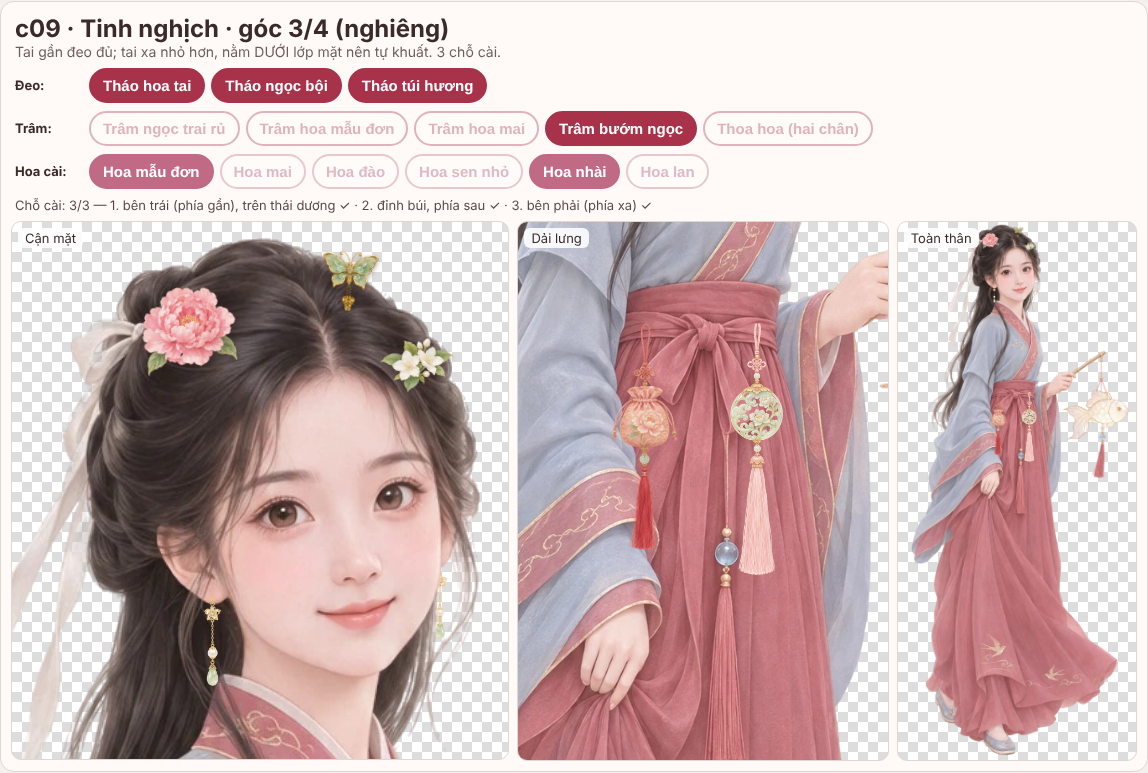 c09 · Tinh nghịch · góc 3/4 (nghiêng)
Tai gần đeo đủ; tai xa nhỏ hơn, nằm DƯỚI lớp mặt nên tự khuất. 3 chỗ cài.
Đeo: Tháo hoa tai Tháo ngọc bội Tháo túi hương
Trâm: Trâm ngọc trai rủ Trâm hoa mẫu đơn Trâm hoa mai Trâm bướm ngọc Thoa hoa (hai chân)
Hoa cài: Hoa mẫu đơn Hoa mai Hoa đào Hoa sen nhỏ Hoa nhài Hoa lan
Chỗ cài: 3/3 — 1. bên trái (phía gần), trên thái dương ✓ · 2. đỉnh búi, phía sau ✓ · 3. bên phải (phía xa) ✓
Cận mặt Dải lưng Toàn thân